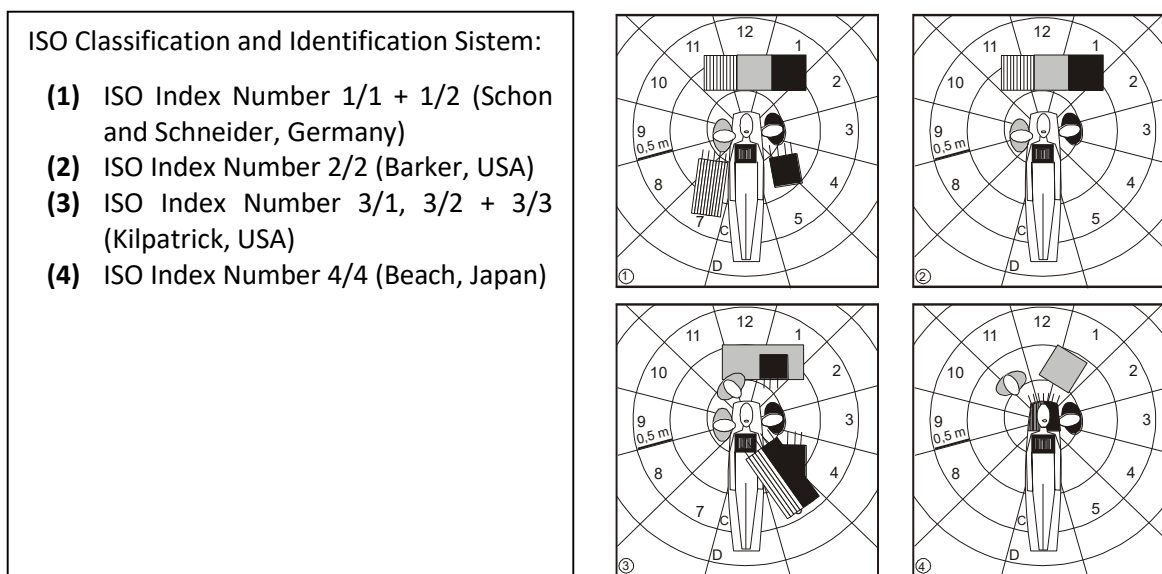 ISO Classification and Identification Sistem:
(1) ISO Index Number 1/1 + 1/2 (Schon
and Schneider, Germany)
(2) ISO Index Number 2/2 (Barker, USA)
(3) ISO Index Number 3/1, 3/2 + 3/3
(Kilpatrick, USA)
(4) ISO Index Number 4/4 (Beach, Japan)
12
11 1
10 2
9 3
0,5 m
8 4
7 5
C
D
1
12
11 1
10 2
9 3
0,5 m
8 4
5
C
D
2
12
11 1
10 2
9 3
0,5 m
8 4
7
C
D
3
12
11 1
10 2
9 3
0,5 m
8 4
5
C
D
4